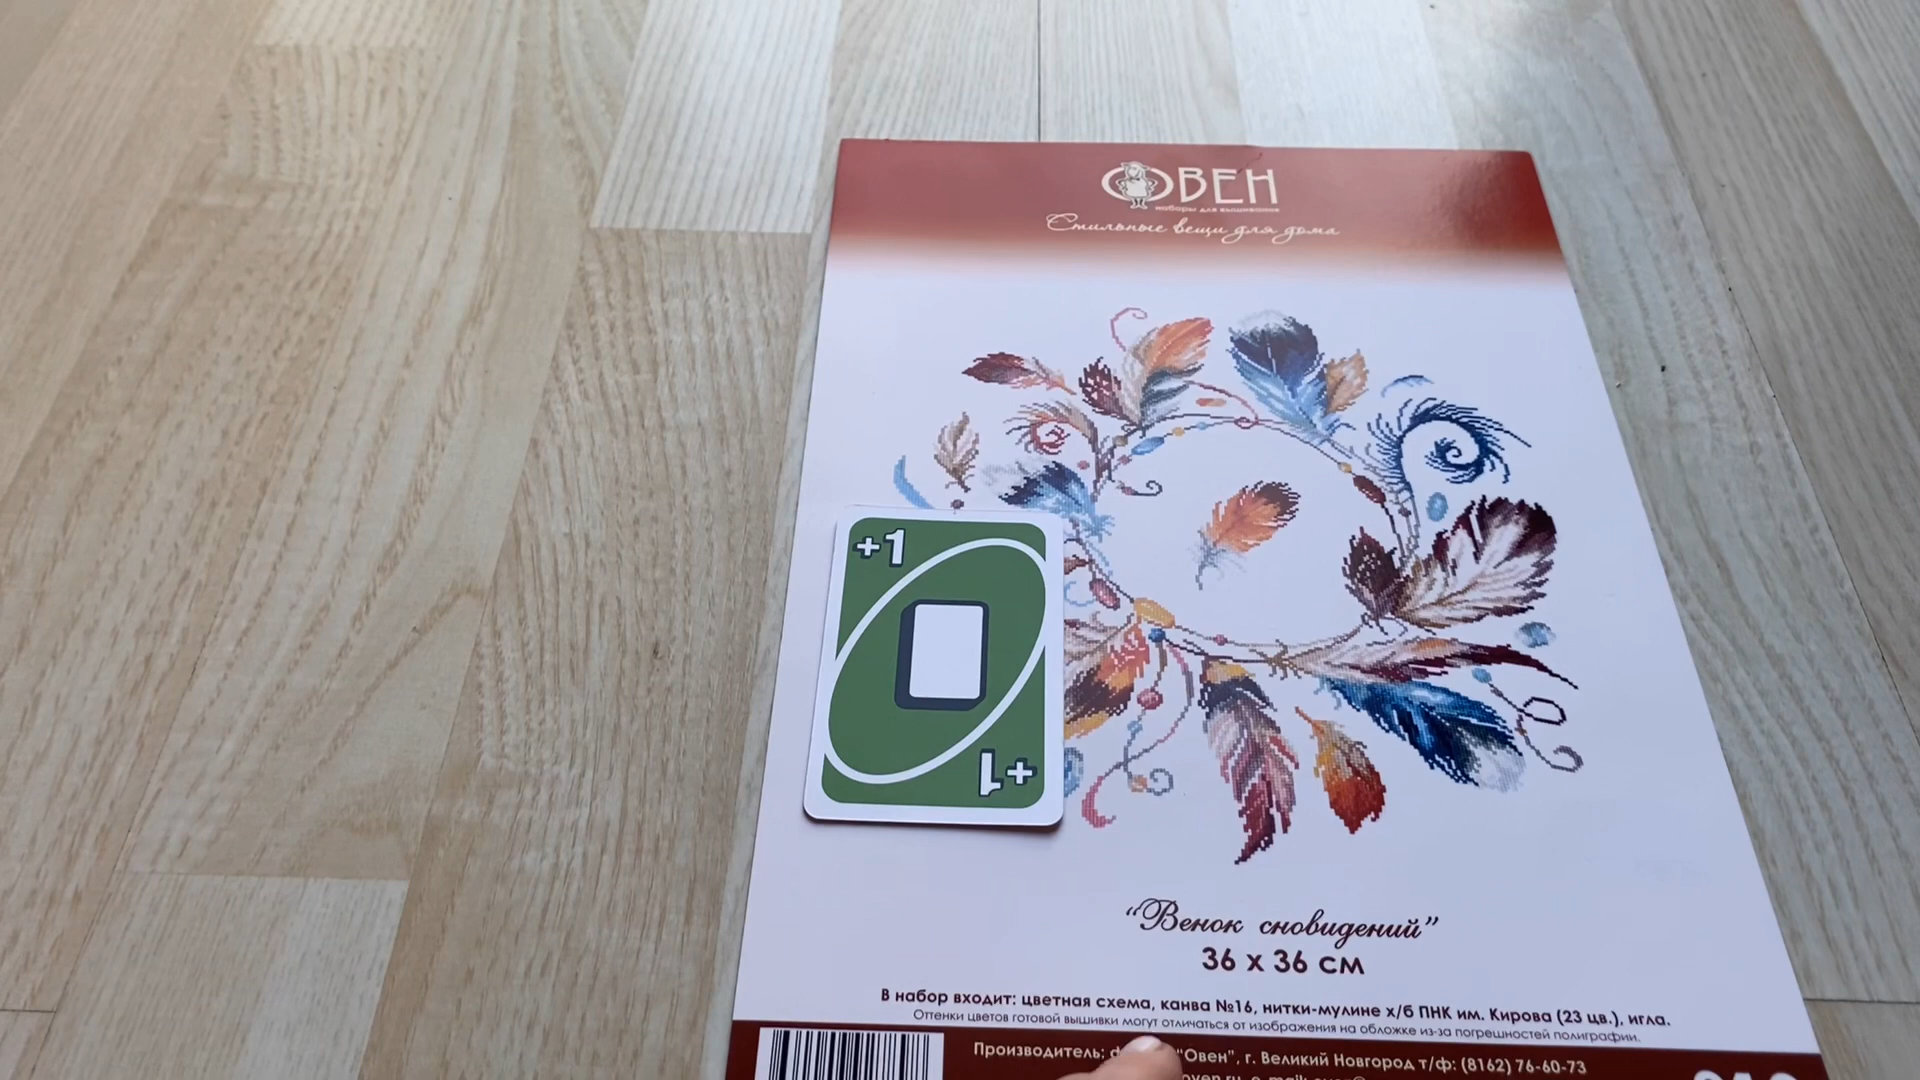 ОВЕН
наборы для вышивания
Стильные вещи для дома
+1
+1
“Венок сновидений”
36 х 36 см
В набор входит: цветная схема, канва №16, нитки-мулине х/б ПНК им. Кирова (23 цв.), игла.
Оттенки цветов готовой вышивки могут отличаться от изображения на обложке из-за погрешностей полиграфии.
Производитель: "Овен", г. Великий Новгород т/ф: (8162) 76-60-73